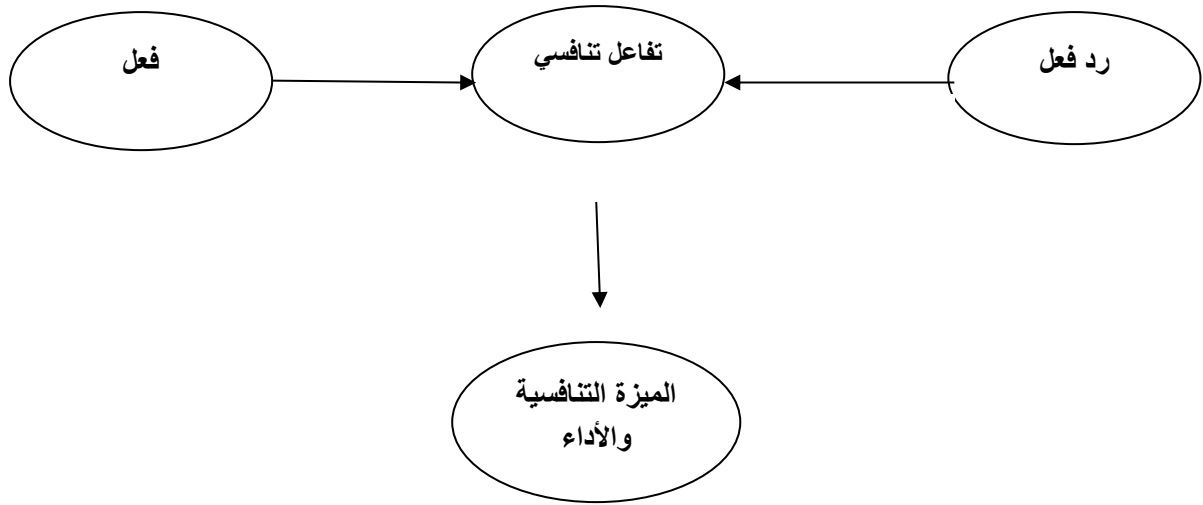 رد فعل
تفاعل تنافسي
فعل
الميزة التنافسية
والأداء